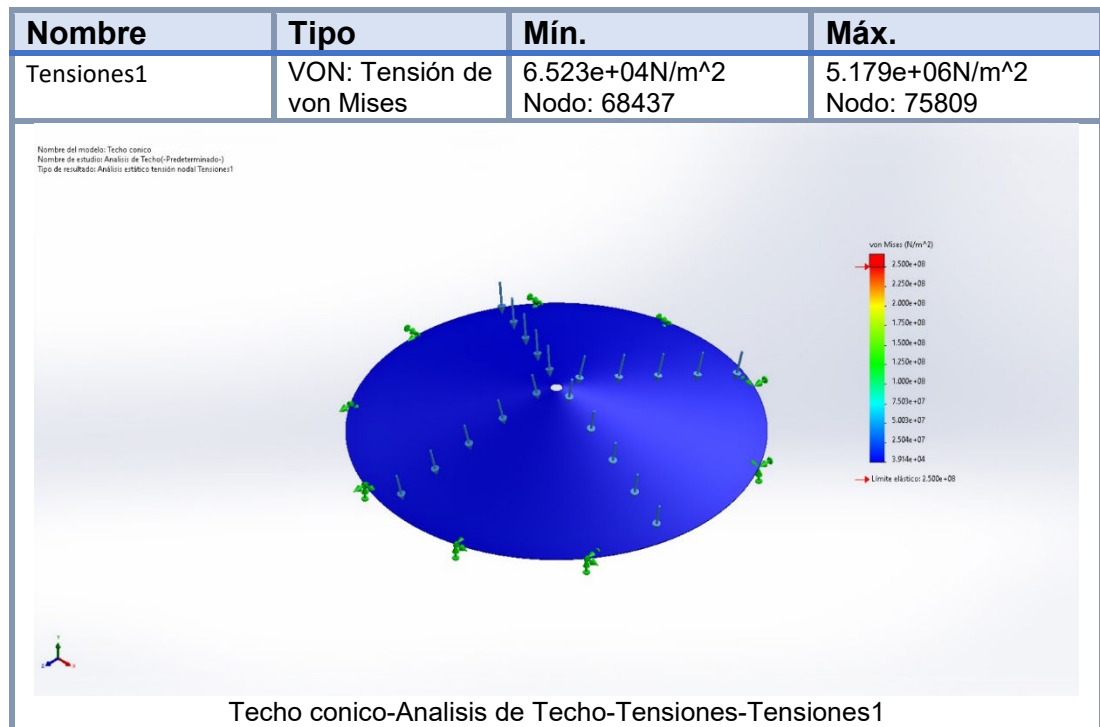 Nombre Tipo Mín. Máx.
Tensiones1 VON: Tensión de von Mises 6.523e+04N/m^2 Nodo: 68437 5.179e+06N/m^2 Nodo: 75809
Nombre del modelo: Techo conico
Nombre de estudio: Analisis de Techo(-Predeterminado-)
Tipo de resultado: Análisis estático tensión nodal Tensiones1
von Mises (N/m^2)
2.500e+08
2.250e+08
2.000e+08
1.750e+08
1.500e+08
1.250e+08
1.000e+08
7.503e+07
5.003e+07
2.504e+07
3.914e+04
Límite elástico: 2.500e+08
Y
Z X
Techo conico-Analisis de Techo-Tensiones-Tensiones1